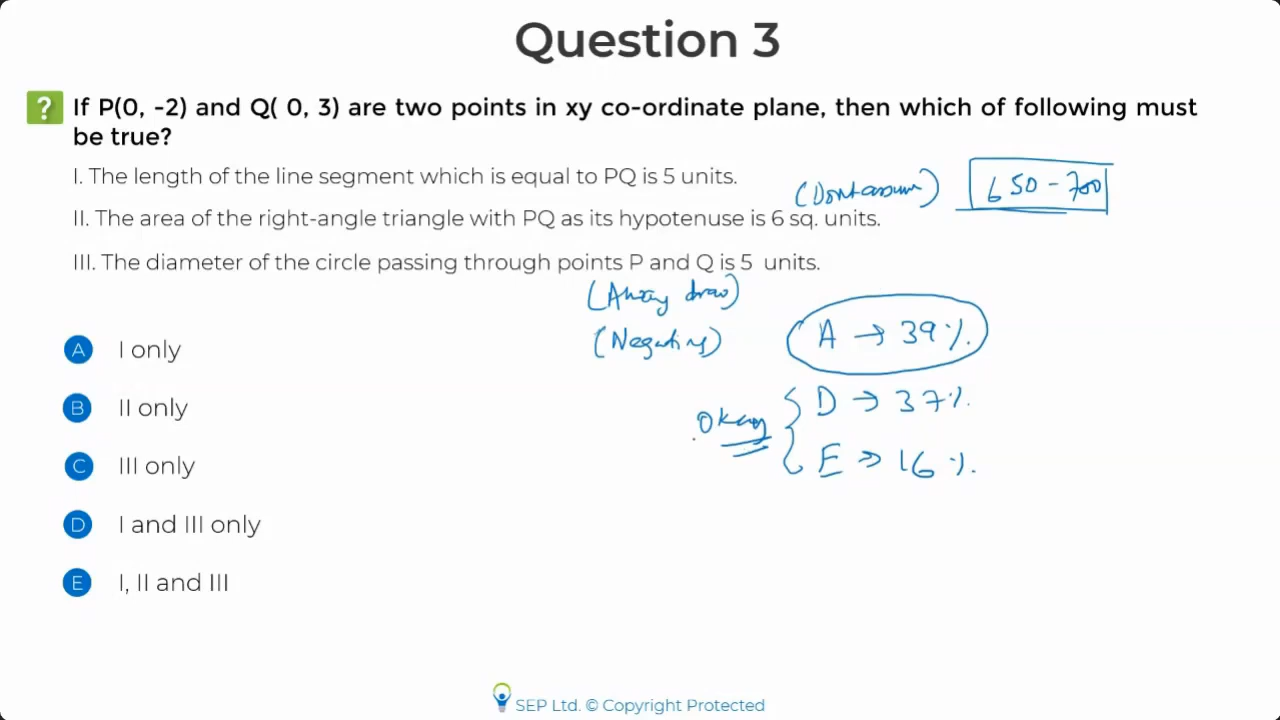 Question 3
? If P(0, -2) and Q( 0, 3) are two points in xy co-ordinate plane, then which of following must
be true?
I. The length of the line segment which is equal to PQ is 5 units.
(Dont assum) 650-700
II. The area of the right-angle triangle with PQ as its hypotenuse is 6 sq. units.
III. The diameter of the circle passing through points P and Q is 5 units.
draw)
A I only
A → 39%.
B II only
D → 37%.
Okay
C III only
E → 16%.
D I and III only
E I, II and III
SEP Ltd. © Copyright Protected